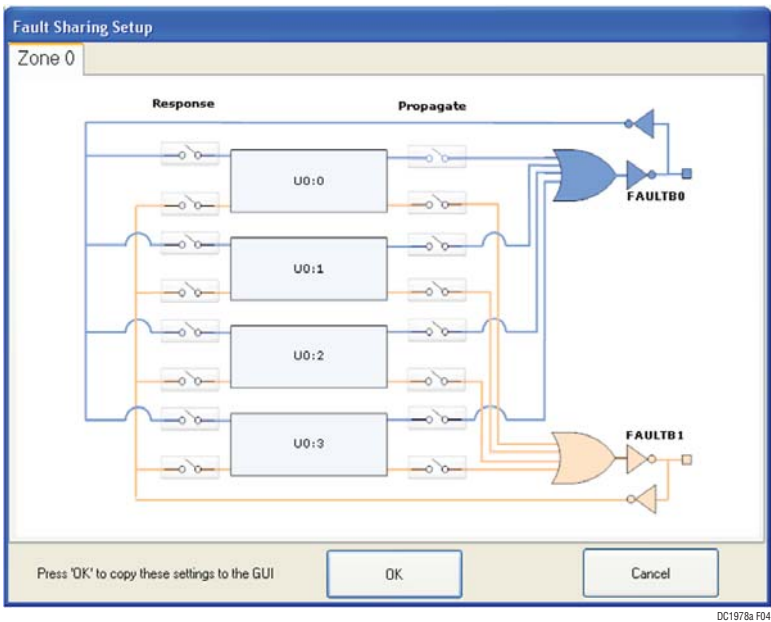 Fault Sharing Setup
Zone 0
Response
Propagate
U0:0
FAULTB0
U0:1
U0:2
U0:3
FAULTB1
Press 'OK' to copy these settings to the GUI
OK
Cancel
DC1978a F04